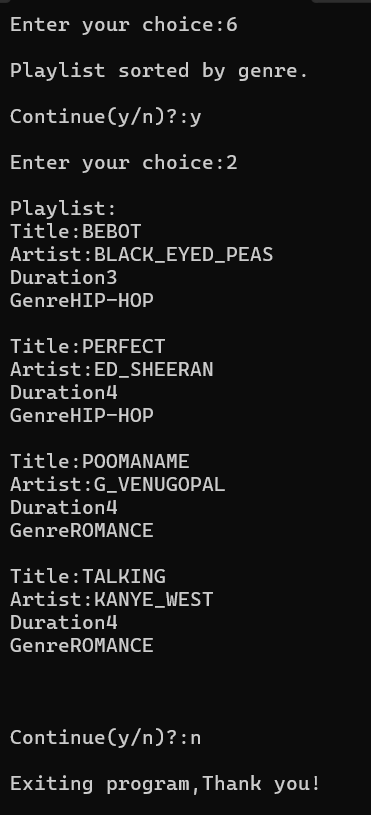 Enter your choice:6
Playlist sorted by genre.
Continue(y/n)?:y
Enter your choice:2
Playlist:
Title:BEBOT
Artist:BLACK_EYED_PEAS
Duration3
GenreHIP-HOP
Title:PERFECT
Artist:ED_SHEERAN
Duration4
GenreHIP-HOP
Title:POOMANAME
Artist:G_VENUGOPAL
Duration4
GenreROMANCE
Title:TALKING
Artist:KANYE_WEST
Duration4
GenreROMANCE
Continue(y/n)?:n
Exiting program,Thank you!